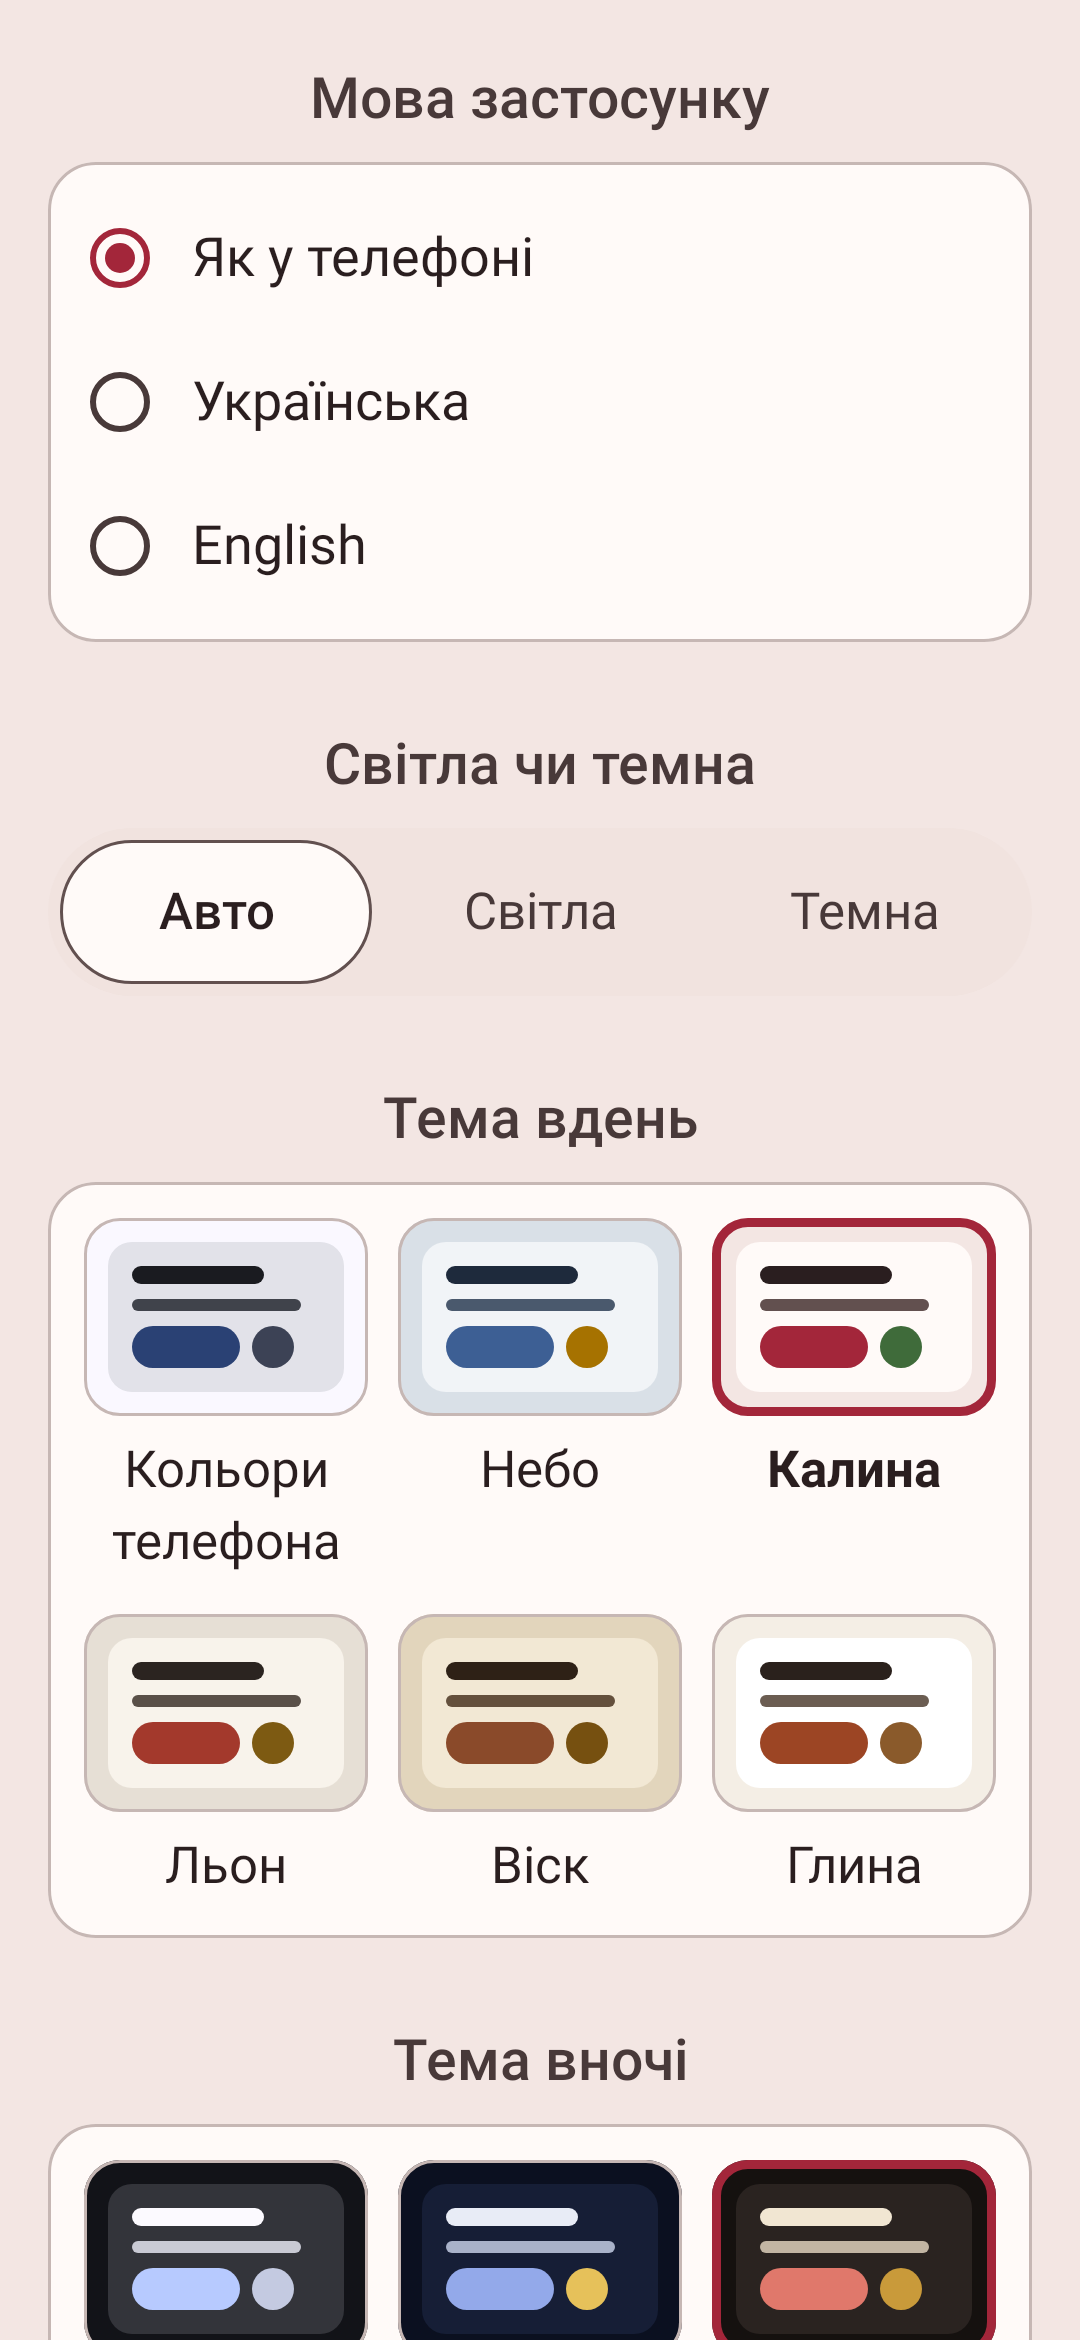 Мова застосунку
Як у телефоні
Українська
English
Світла чи темна
Авто
Світла
Темна
Тема вдень
Кольори
телефона
Небо
Калина
Льон
Віск
Глина
Тема вночі